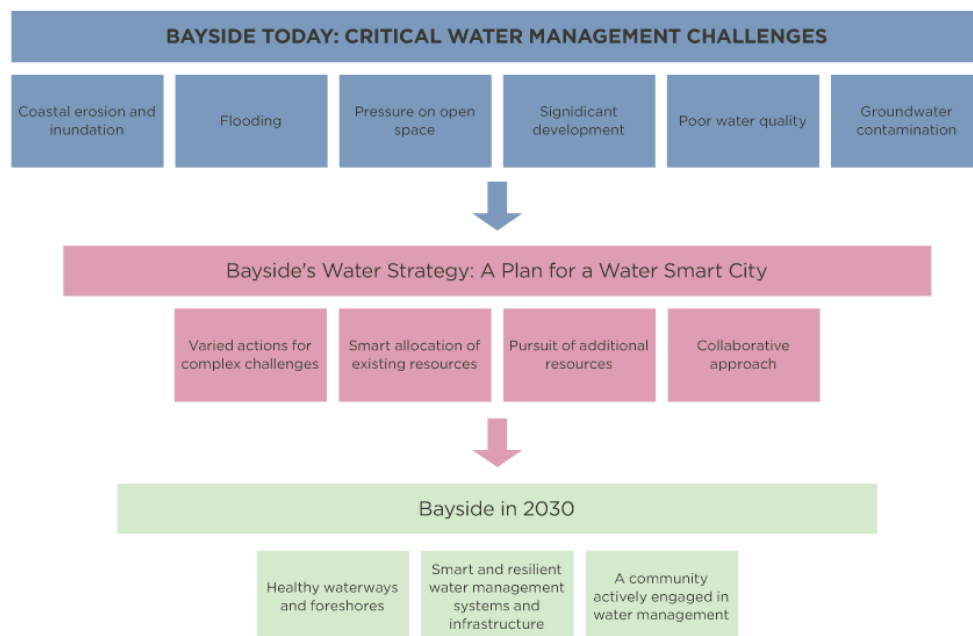 BAYSIDE TODAY: CRITICAL WATER MANAGEMENT CHALLENGES
Coastal erosion and
inundation
Flooding
Pressure on open
space
Signidicant
development
Poor water quality
Groundwater
contamination
Bayside's Water Strategy: A Plan for a Water Smart City
Varied actions for
complex challenges
Smart allocation of
existing resources
Pursuit of additional
resources
Collaborative
approach
Bayside in 2030
Healthy waterways
and foreshores
Smart and resilient
water management
systems and
infrastructure
A community
actively engaged in
water management